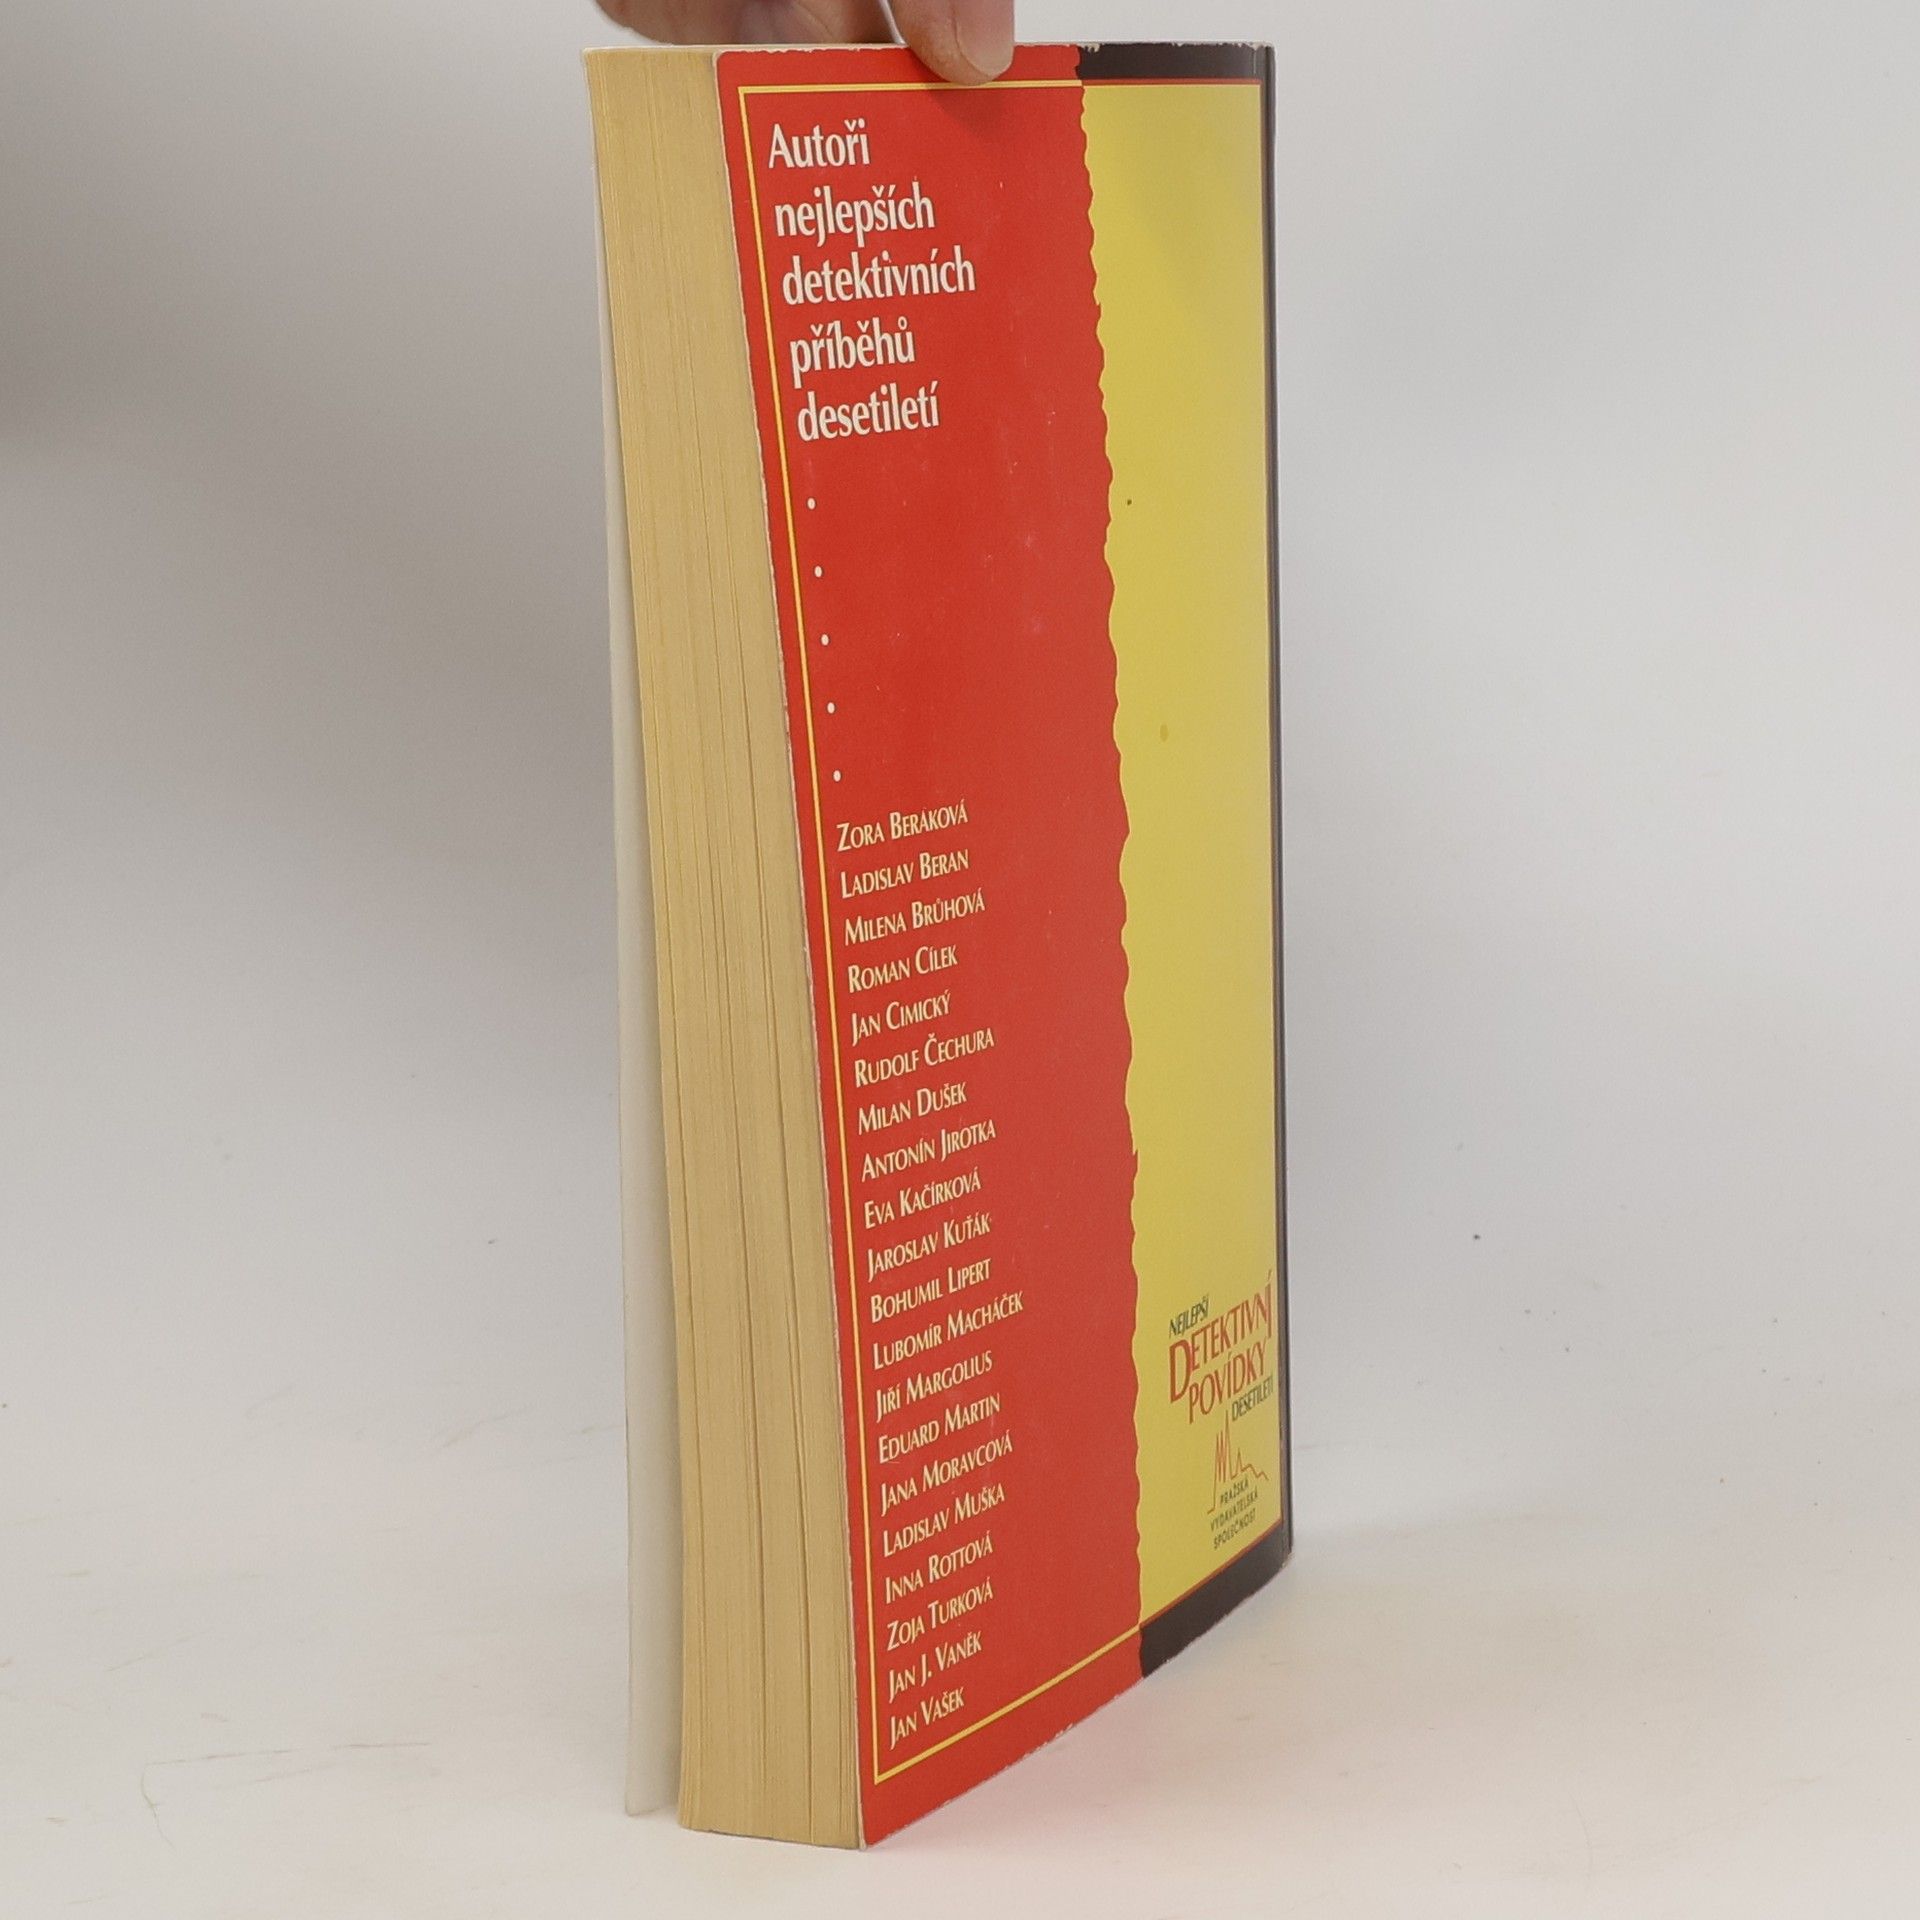 Autoři
nejlepších
detektivních
příběhů
desetiletí
ZORA BERÁKOVÁ
LADISLAV BERAN
MILENA BRŮHOVÁ
ROMAN CÍLEK
JAN CIMICKÝ
RUDOLF ČECHURA
MILAN DUŠEK
ANTONÍN JIROTKA
EVA KAČÍRKOVÁ
JAROSLAV KUŤÁK
BOHUMIL LIPERT
LUBOMÍR MACHÁČEK
JIŘÍ MARGOLIUS
EDUARD MARTIN
JANA MORAVCOVÁ
LADISLAV MUŠKA
INNA ROTTOVÁ
ZOJA TURKOVÁ
JAN J. VANĚK
JAN VAŠEK
NEJLEPŠÍ
DETEKTIVNÍ
POVÍDKY
DESETILETÍ
PRAŽSKÁ
VYDAVATELSKÁ
SPOLEČNOST